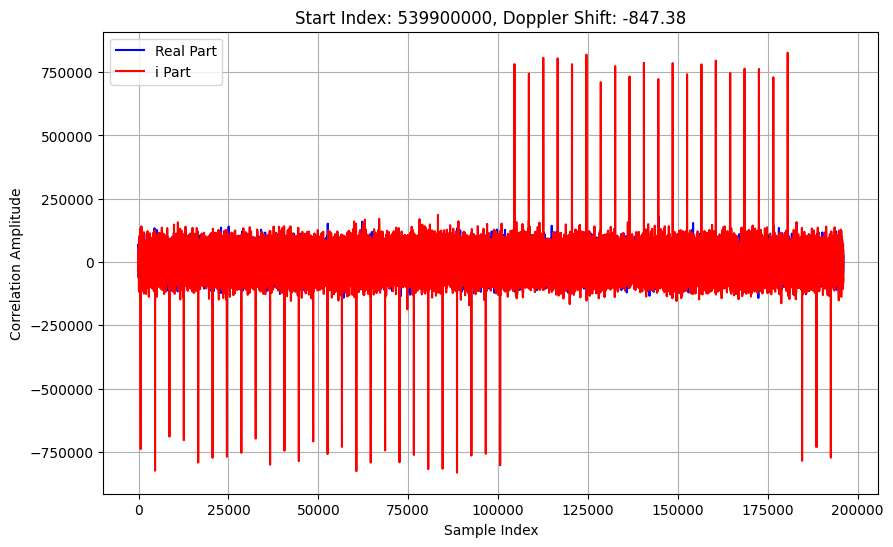 Start Index: 539900000, Doppler Shift: -847.38
Real Part
i Part
750000
500000
250000
0
−250000
−500000
−750000
Correlation Amplitude
0 25000 50000 75000 100000 125000 150000 175000 200000
Sample Index